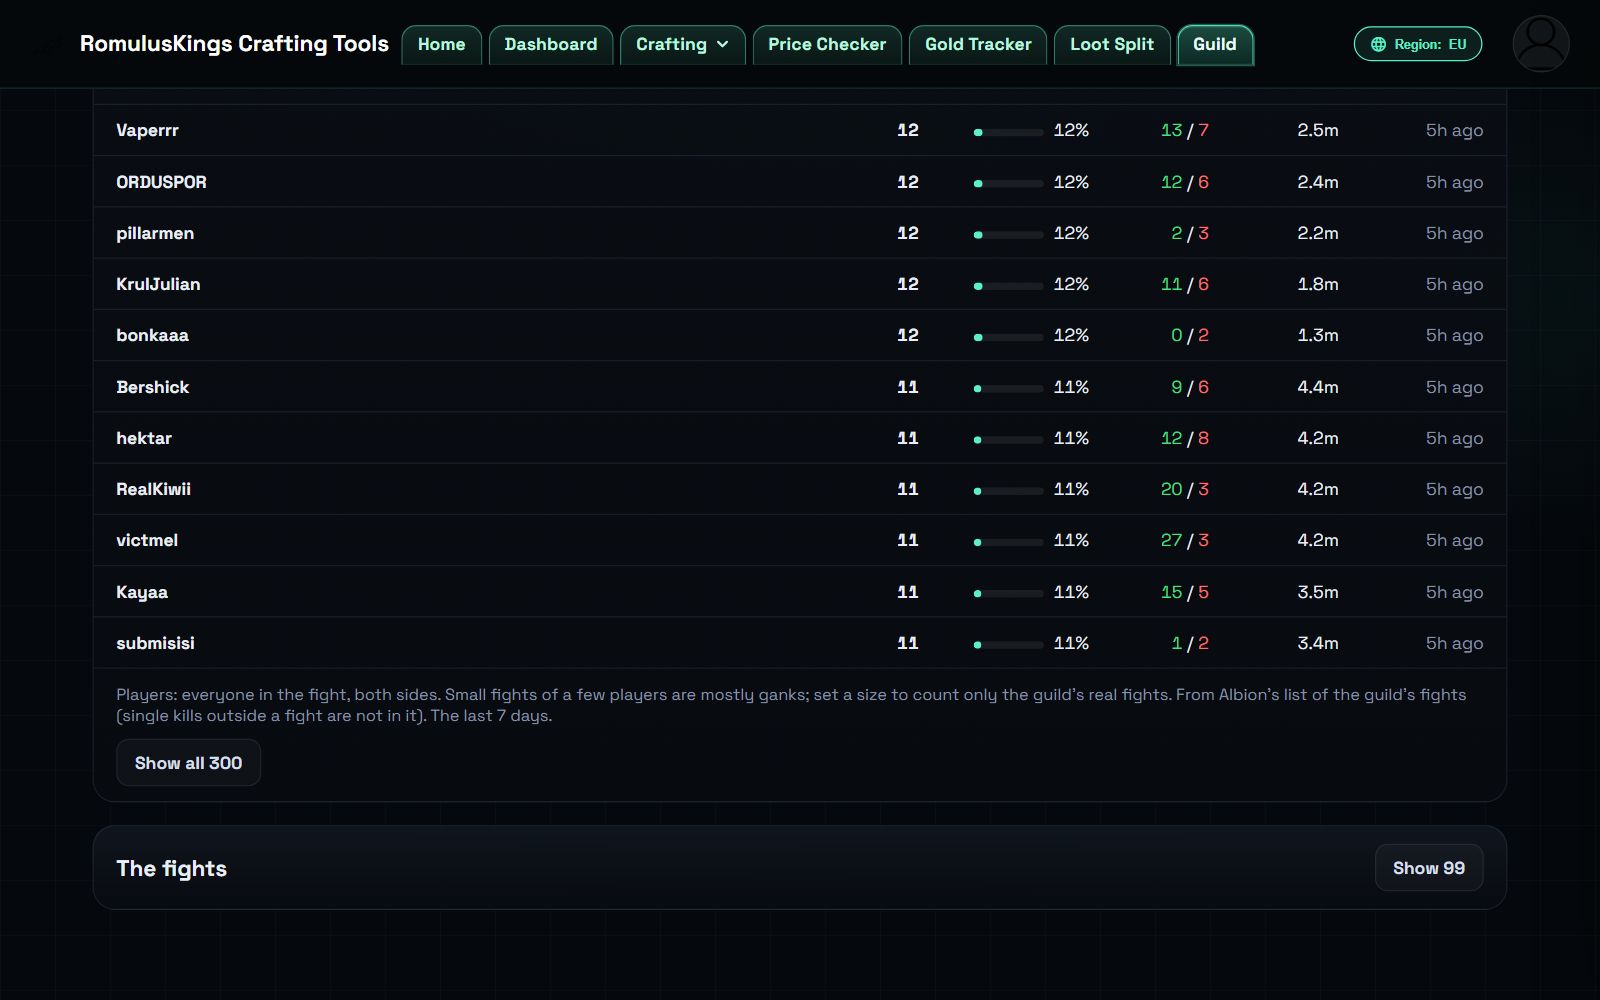 RomulusKings Crafting Tools Home Dashboard Crafting Price Checker Gold Tracker Loot Split Guild Region: EU
Vaperrr 12 12% 13 / 7 2.5m 5h ago
ORDUSPOR 12 12% 12 / 6 2.4m 5h ago
pillarmen 12 12% 2 / 3 2.2m 5h ago
KrulJulian 12 12% 11 / 6 1.8m 5h ago
bonkaaa 12 12% 0 / 2 1.3m 5h ago
Bershick 11 11% 9 / 6 4.4m 5h ago
hektar 11 11% 12 / 8 4.2m 5h ago
RealKiwii 11 11% 20 / 3 4.2m 5h ago
victmel 11 11% 27 / 3 4.2m 5h ago
Kayaa 11 11% 15 / 5 3.5m 5h ago
submisisi 11 11% 1 / 2 3.4m 5h ago
Players: everyone in the fight, both sides. Small fights of a few players are mostly ganks; set a size to count only the guild's real fights. From Albion's list of the guild's fights
(single kills outside a fight are not in it). The last 7 days.
Show all 300
The fights Show 99